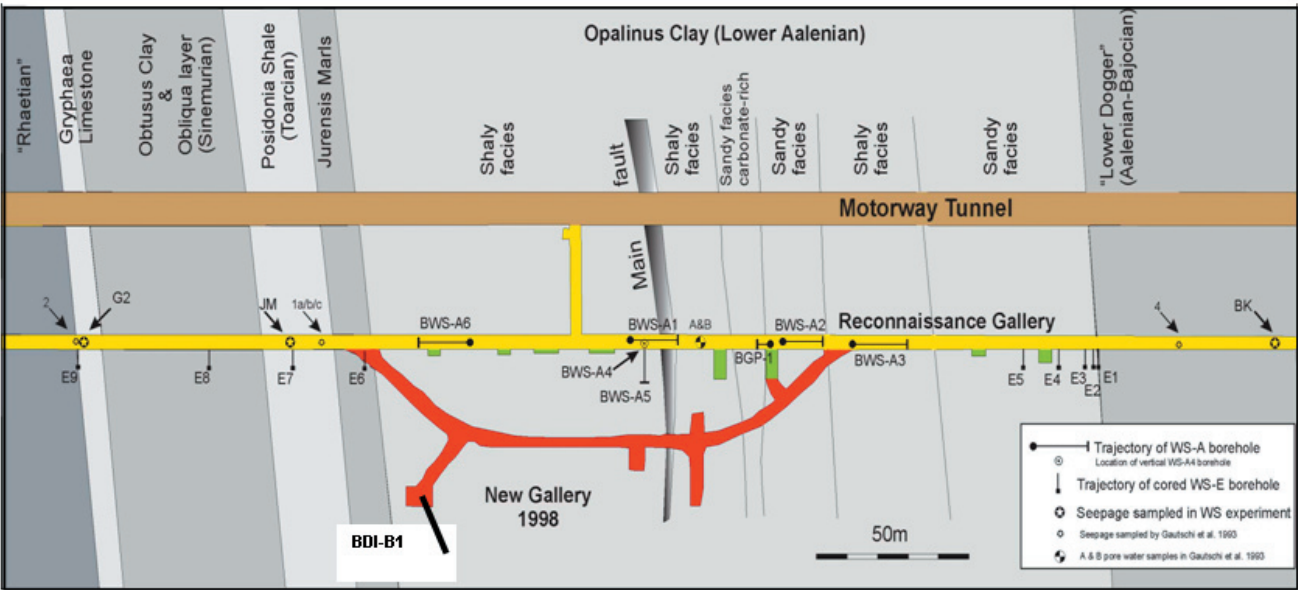 Opalinus Clay (Lower Aalenian)
"Rhaetian"
Gryphaea
Limestone
Obtusus Clay
&
Obliqua layer
(Sinemurian)
Posidonia Shale
(Toarcian)
Jurensis Marls
Shaly
facies
Main fault
Shaly
facies
Sandy facies
carbonate-rich
Sandy
facies
Shaly
facies
Sandy
facies
"Lower Dogger"
(Aalenian-Bajocian)
Motorway Tunnel
2
G2
JM
1a/b/c
BWS-A6
BWS-A1
A&B
BWS-A2
Reconnaissance Gallery
4
BK
BWS-A4
BGP-1
BWS-A3
BWS-A5
E9
E8
E7
E6
E5
E4
E3
E2
E1
New Gallery
1998
BDI-B1
50m
Trajectory of WS-A borehole
Location of vertical WS-A4 borehole
Trajectory of cored WS-E borehole
Seepage sampled in WS experiment
Seepage sampled by Gautschi et al. 1993
A & B pore water samples in Gautschi et al. 1993